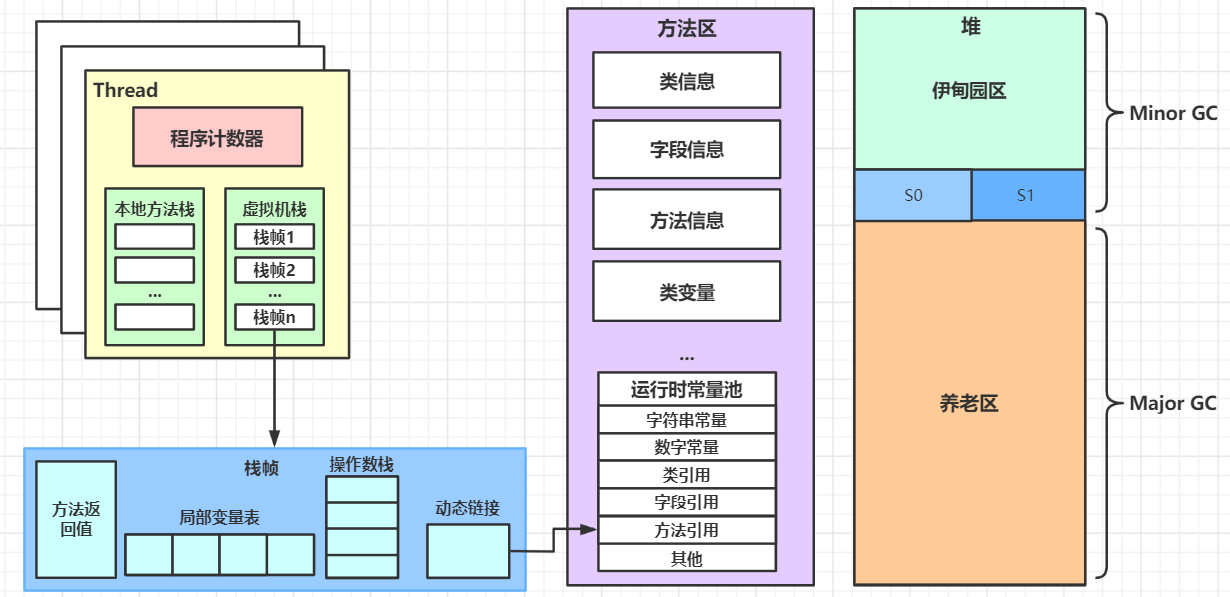 Thread
程序计数器
本地方法栈
...
虚拟机栈
栈帧1
栈帧2
...
栈帧n
栈帧
方法返
回值
局部变量表
操作数栈
动态链接
方法区
类信息
字段信息
方法信息
类变量
...
运行时常量池
字符串常量
数字常量
类引用
字段引用
方法引用
其他
堆
伊甸园区
S0
S1
养老区
Minor GC
Major GC